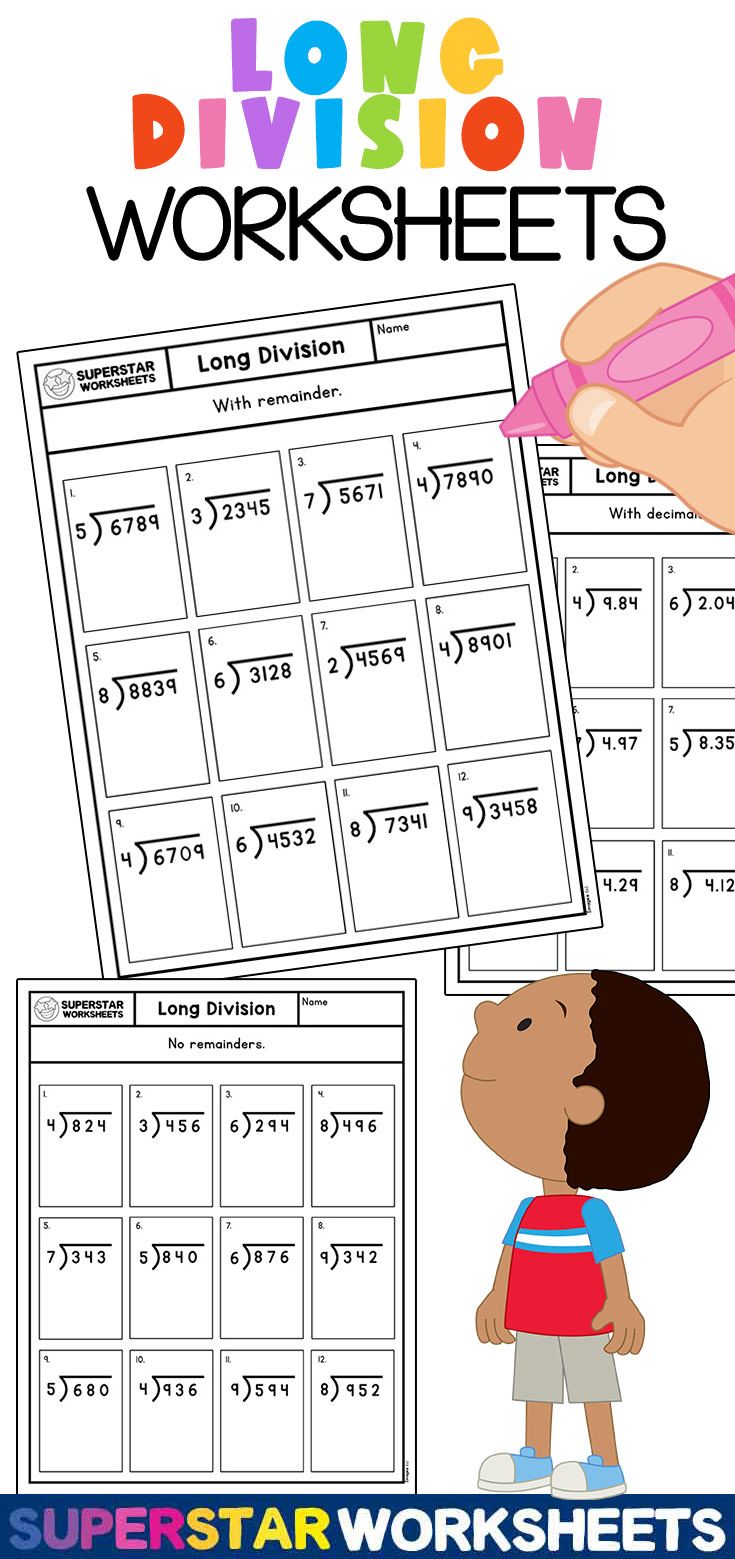 LONG
DIVISION
WORKSHEETS
SUPERSTAR
WORKSHEETS
Long Division
Name
With remainder.
1. 2. 3. 4.
5)6789 3)2345 7)5671 4)7890
5. 6. 7. 8.
8)8839 6)3128 2)4569 4)8901
9. 10. 11. 12.
4)6709 6)4532 8)7341 9)3458
Long
With decimal
2. 3.
4)9.84 6)2.04
7.
)4.97 5)8.35
11.
4.29 8)4.12
SUPERSTAR
WORKSHEETS
Long Division
Name
No remainders.
1. 2. 3. 4.
4)824 3)456 6)294 8)496
5. 6. 7. 8.
7)343 5)840 6)876 9)342
9. 10. 11. 12.
5)680 4)936 9)594 8)952
SUPERSTAR WORKSHEETS